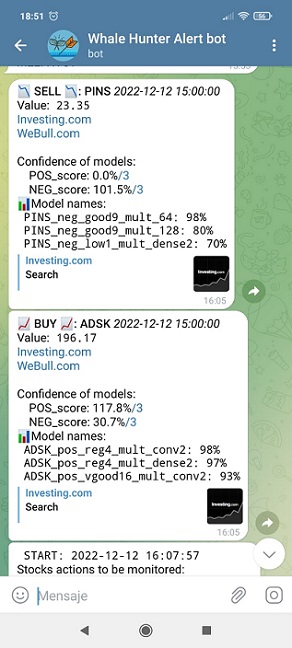 18:51
56
Whale Hunter Alert bot
bot
SELL : PINS 2022-12-12 15:00:00
Value: 23.35
Investing.com
WeBull.com
Confidence of models:
POS_score: 0.0%/3
NEG_score: 101.5%/3
Model names:
PINS_neg_good9_mult_64: 98%
PINS_neg_good9_mult_128: 80%
PINS_neg_low1_mult_dense2: 70%
Investing.com
Search
Investing.com
16:05
BUY : ADSK 2022-12-12 15:00:00
Value: 196.17
Investing.com
WeBull.com
Confidence of models:
POS_score: 117.8%/3
NEG_score: 30.7%/3
Model names:
ADSK_pos_reg4_mult_conv2: 98%
ADSK_pos_reg4_mult_dense2: 97%
ADSK_pos_vgood16_mult_conv2: 93%
Investing.com
Search
Investing.com
16:05
START: 2022-12-12 16:07:57
Stocks actions to be monitored:
Mensaje